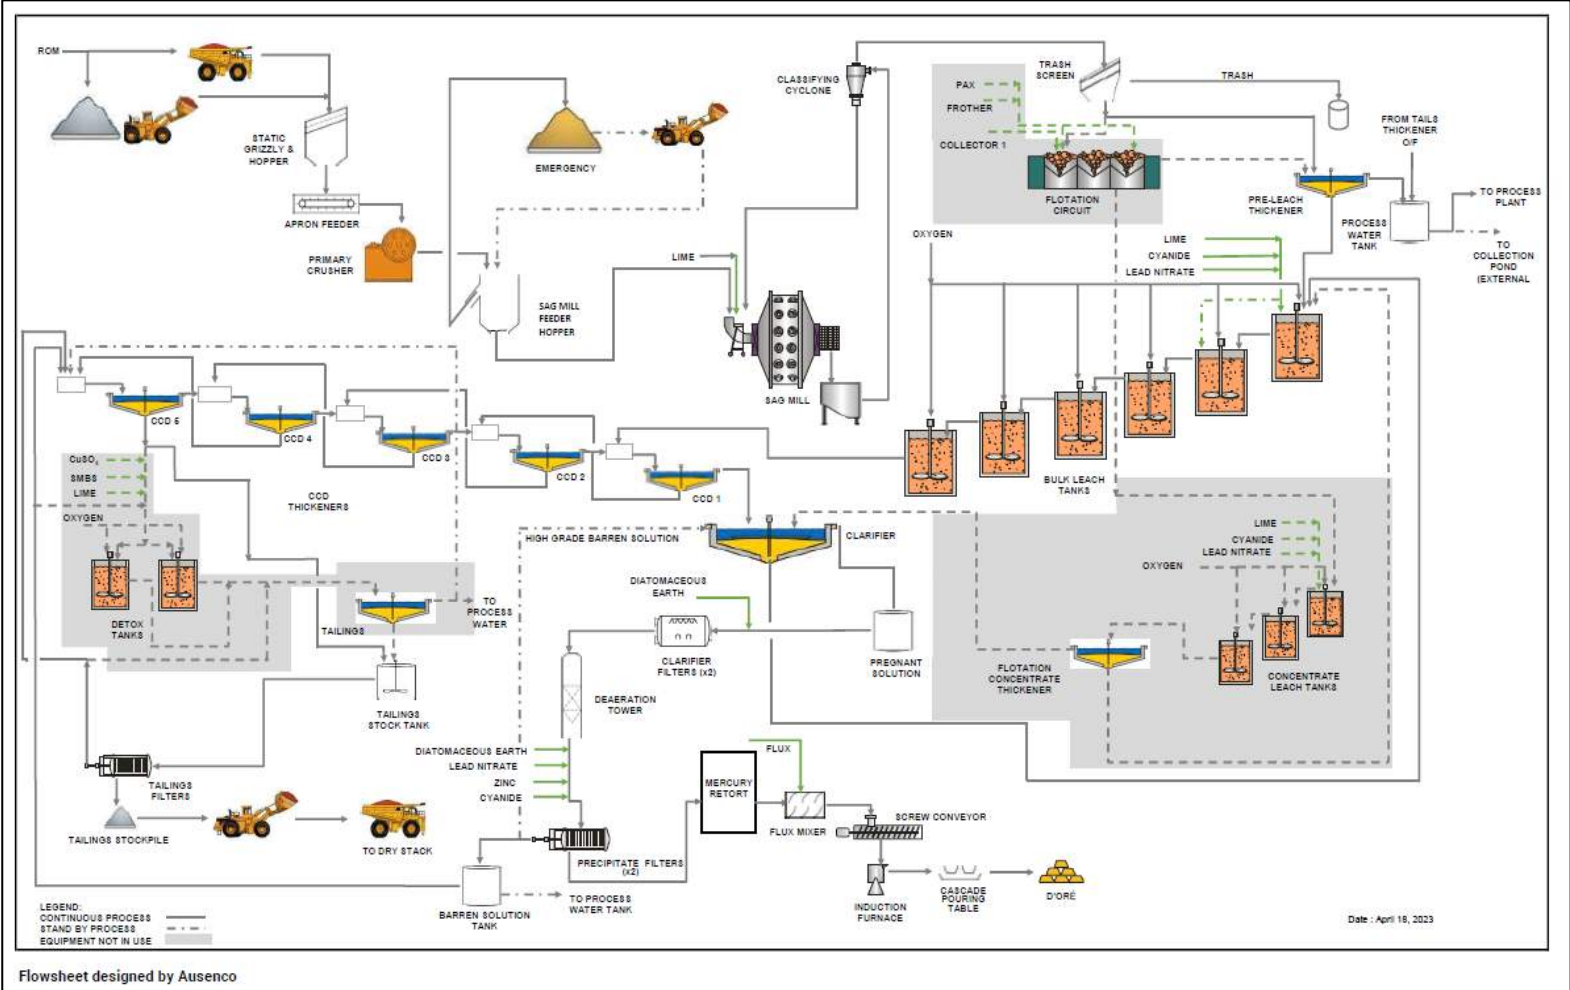 ROM
STATIC
GRIZZLY &
HOPPER
APRON FEEDER
PRIMARY
CRUSHER
EMERGENCY
SAG MILL
FEEDER
HOPPER
LIME
SAG MILL
CLASSIFYING
CYCLONE
TRASH
SCREEN
TRASH
PAX
FROTHER
COLLECTOR 1
FLOTATION
CIRCUIT
FROM TAILS
THICKENER
O/F
PRE-LEACH
THICKENER
PROCESS
WATER
TANK
TO PROCESS
PLANT
TO
COLLECTION
POND
(EXTERNAL
OXYGEN
LIME
CYANIDE
LEAD NITRATE
BULK LEACH
TANKS
CCD 5
CCD 4
CCD 3
CCD 2
CCD 1
CCD
THICKENERS
CuSO4
SMBS
LIME
OXYGEN
DETOX
TANKS
TAILINGS
TO
PROCESS
WATER
TAILINGS
STOCK TANK
HIGH GRADE BARREN SOLUTION
CLARIFIER
DIATOMACEOUS
EARTH
CLARIFIER
FILTERS (x2)
PREGNANT
SOLUTION
DEAERATION
TOWER
LIME
CYANIDE
LEAD NITRATE
OXYGEN
FLOTATION
CONCENTRATE
THICKENER
CONCENTRATE
LEACH TANKS
TAILINGS
FILTERS
TAILINGS STOCKPILE
TO DRY STACK
DIATOMACEOUS EARTH
LEAD NITRATE
ZINC
CYANIDE
PRECIPITATE FILTERS
(x2)
MERCURY
RETORT
FLUX
FLUX MIXER
SCREW CONVEYOR
INDUCTION
FURNACE
CASCADE
POURING
TABLE
D'ORÉ
BARREN SOLUTION
TANK
TO PROCESS
WATER TANK
LEGEND:
CONTINUOUS PROCESS
STAND BY PROCESS
EQUIPMENT NOT IN USE
Date : April 18, 2023
Flowsheet designed by Ausenco